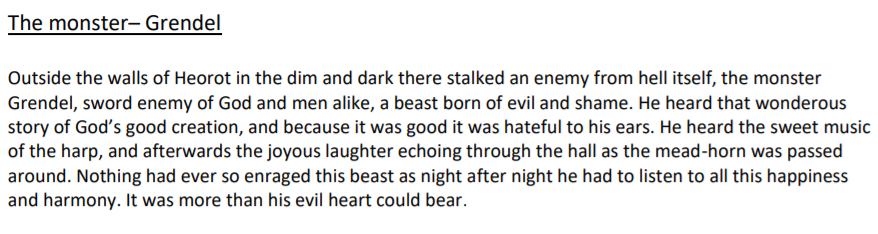 The monster– Grendel
Outside the walls of Heorot in the dim and dark there stalked an enemy from hell itself, the monster
Grendel, sword enemy of God and men alike, a beast born of evil and shame. He heard that wonderous
story of God’s good creation, and because it was good it was hateful to his ears. He heard the sweet music
of the harp, and afterwards the joyous laughter echoing through the hall as the mead-horn was passed
around. Nothing had ever so enraged this beast as night after night he had to listen to all this happiness
and harmony. It was more than his evil heart could bear.